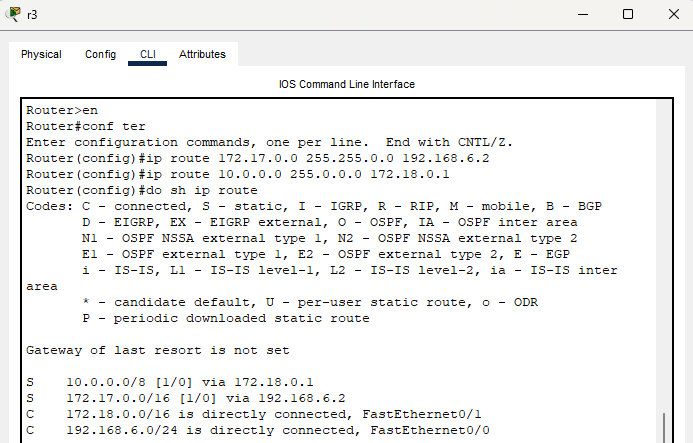 r3
Physical Config CLI Attributes
IOS Command Line Interface
Router>en
Router#conf ter
Enter configuration commands, one per line.  End with CNTL/Z.
Router(config)#ip route 172.17.0.0 255.255.0.0 192.168.6.2
Router(config)#ip route 10.0.0.0 255.0.0.0 172.18.0.1
Router(config)#do sh ip route
Codes: C - connected, S - static, I - IGRP, R - RIP, M - mobile, B - BGP
       D - EIGRP, EX - EIGRP external, O - OSPF, IA - OSPF inter area
       N1 - OSPF NSSA external type 1, N2 - OSPF NSSA external type 2
       E1 - OSPF external type 1, E2 - OSPF external type 2, E - EGP
       i - IS-IS, L1 - IS-IS level-1, L2 - IS-IS level-2, ia - IS-IS inter
area
       * - candidate default, U - per-user static route, o - ODR
       P - periodic downloaded static route
Gateway of last resort is not set
S    10.0.0.0/8 [1/0] via 172.18.0.1
S    172.17.0.0/16 [1/0] via 192.168.6.2
C    172.18.0.0/16 is directly connected, FastEthernet0/1
C    192.168.6.0/24 is directly connected, FastEthernet0/0